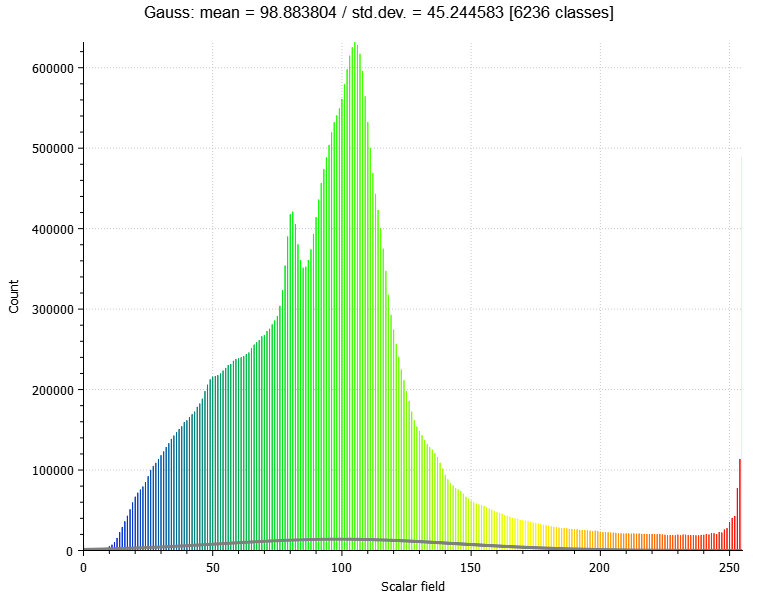 Gauss: mean = 98.883804 / std.dev. = 45.244583 [6236 classes]
600000
500000
400000
300000
200000
100000
0
Count
0 50 100 150 200 250
Scalar field